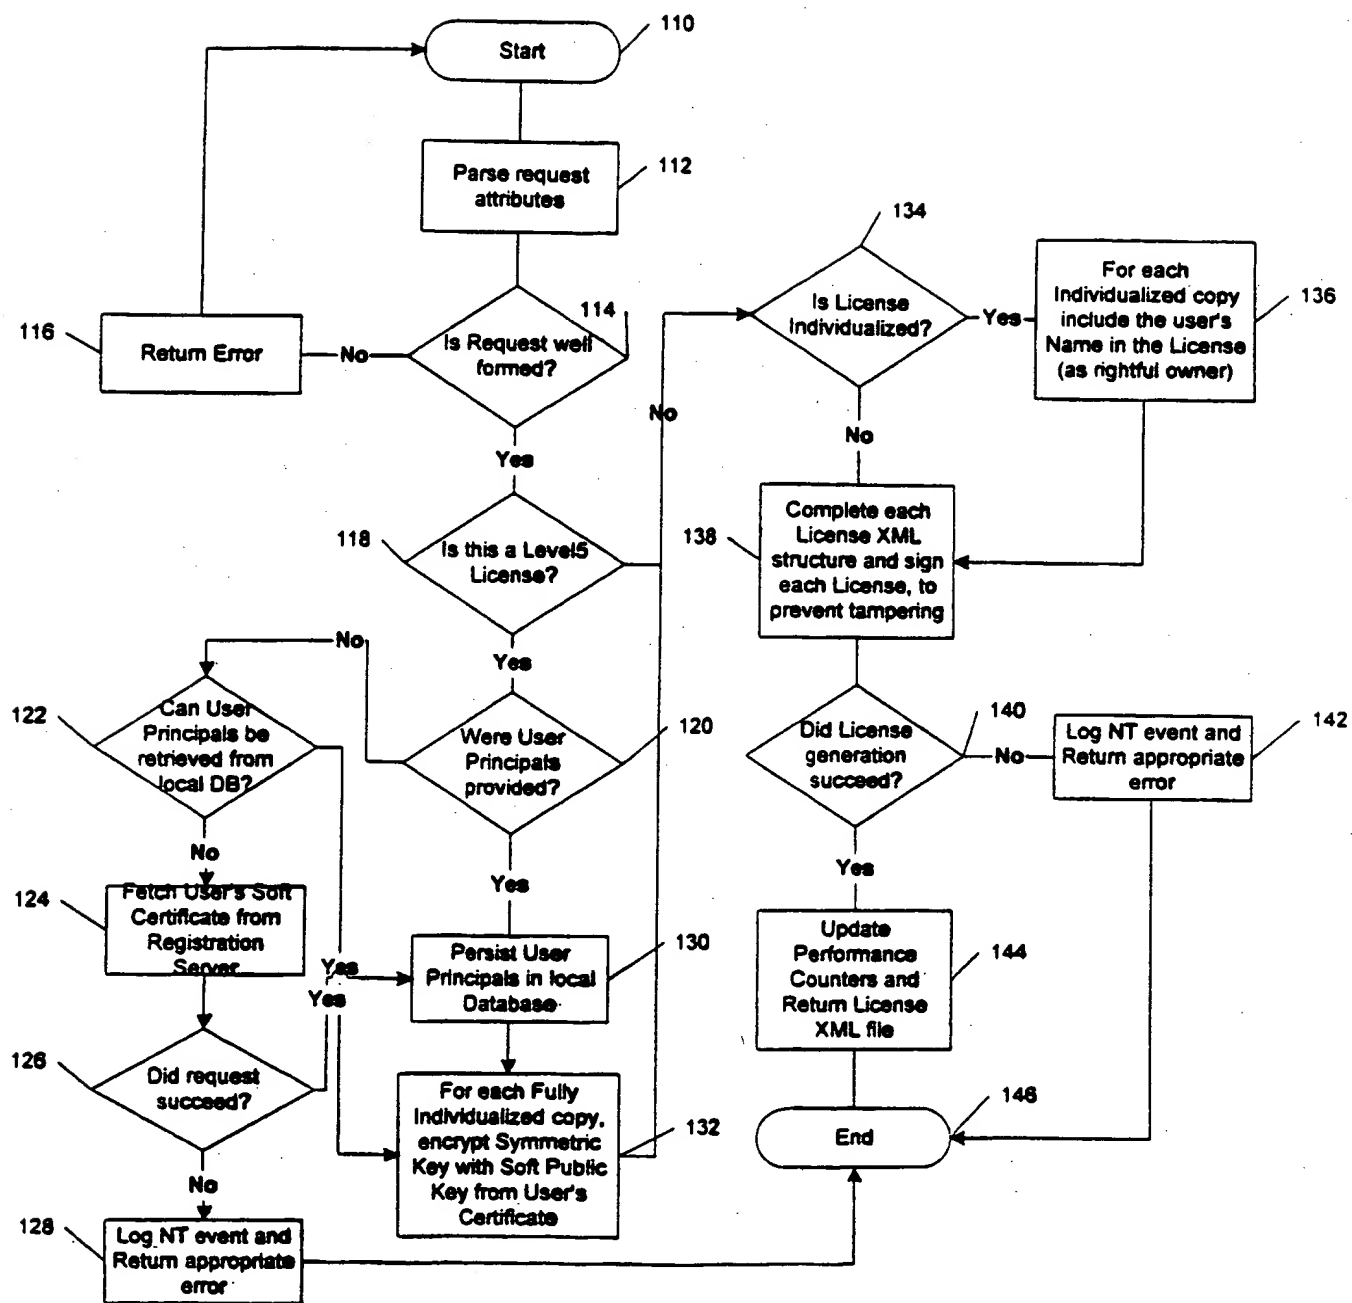 110
Start
112
Parse request
attributes
114
Is Request well
formed?
No
116
Return Error
Yes
118
Is this a Level5
License?
No
Yes
120
Were User
Principals
provided?
No
122
Can User
Principals be
retrieved from
local DB?
No
124
Fetch User's Soft
Certificate from
Registration
Server
Yes
Yes
Yes
130
Persist User
Principals in local
Database
126
Did request
succeed?
132
For each Fully
Individualized copy,
encrypt Symmetric
Key with Soft Public
Key from User's
Certificate
No
128
Log NT event and
Return appropriate
error
134
Is License
Individualized?
Yes
136
For each
Individualized copy
include the user's
Name in the License
(as rightful owner)
No
138
Complete each
License XML
structure and sign
each License, to
prevent tampering
140
Did License
generation
succeed?
No
142
Log NT event and
Return appropriate
error
Yes
144
Update
Performance
Counters and
Return License
XML file
146
End